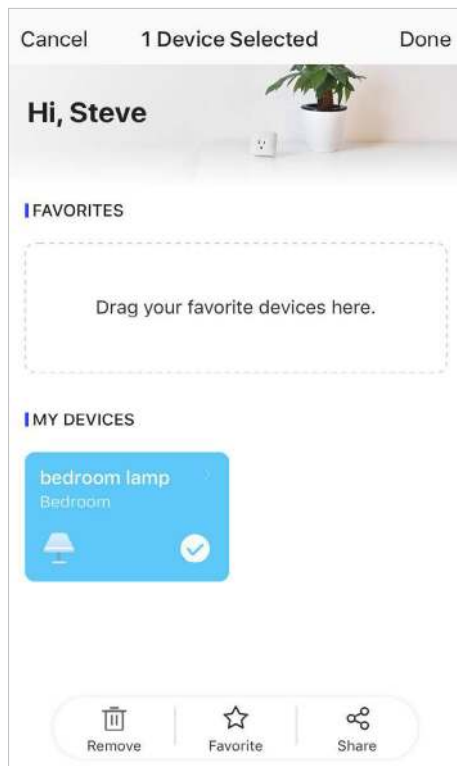 Cancel 1 Device Selected Done
Hi, Steve
FAVORITES
Drag your favorite devices here.
MY DEVICES
bedroom lamp
Bedroom
Remove Favorite Share